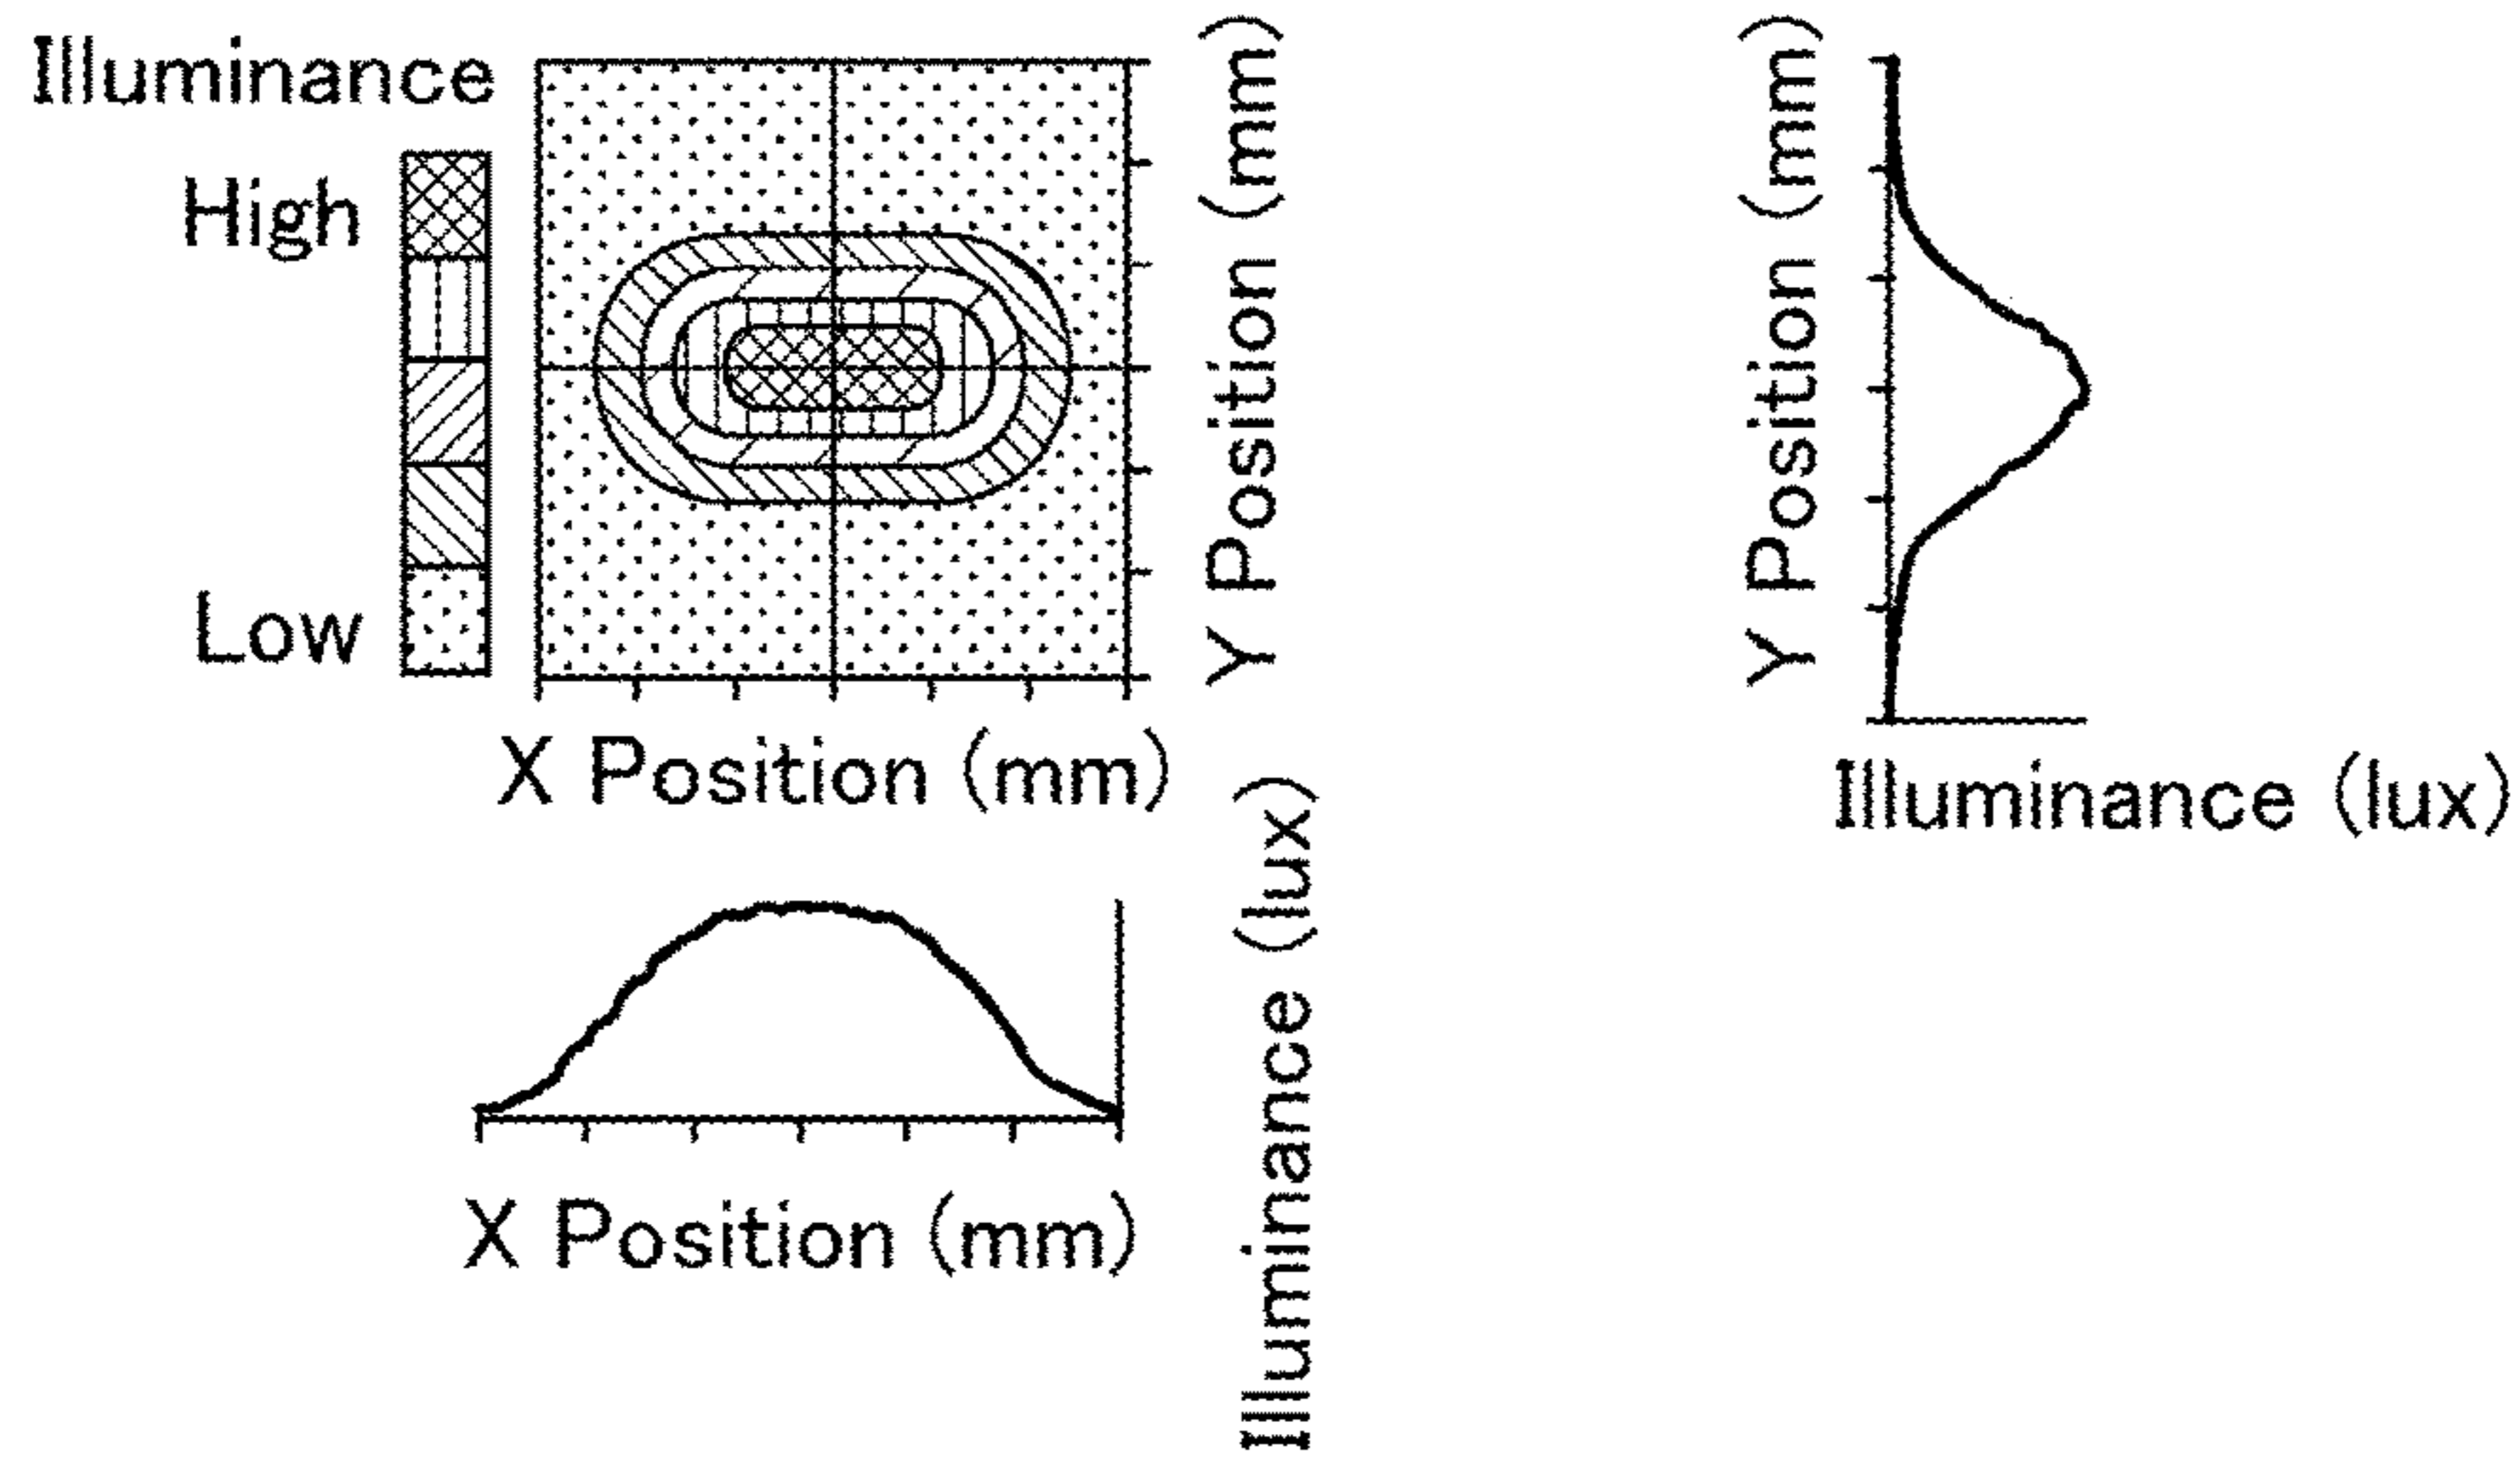 Illuminance
High
Low
X Position (mm)
Y Position (mm)
Y Position (mm)
Illuminance (lux)
X Position (mm)
Illuminance (lux)